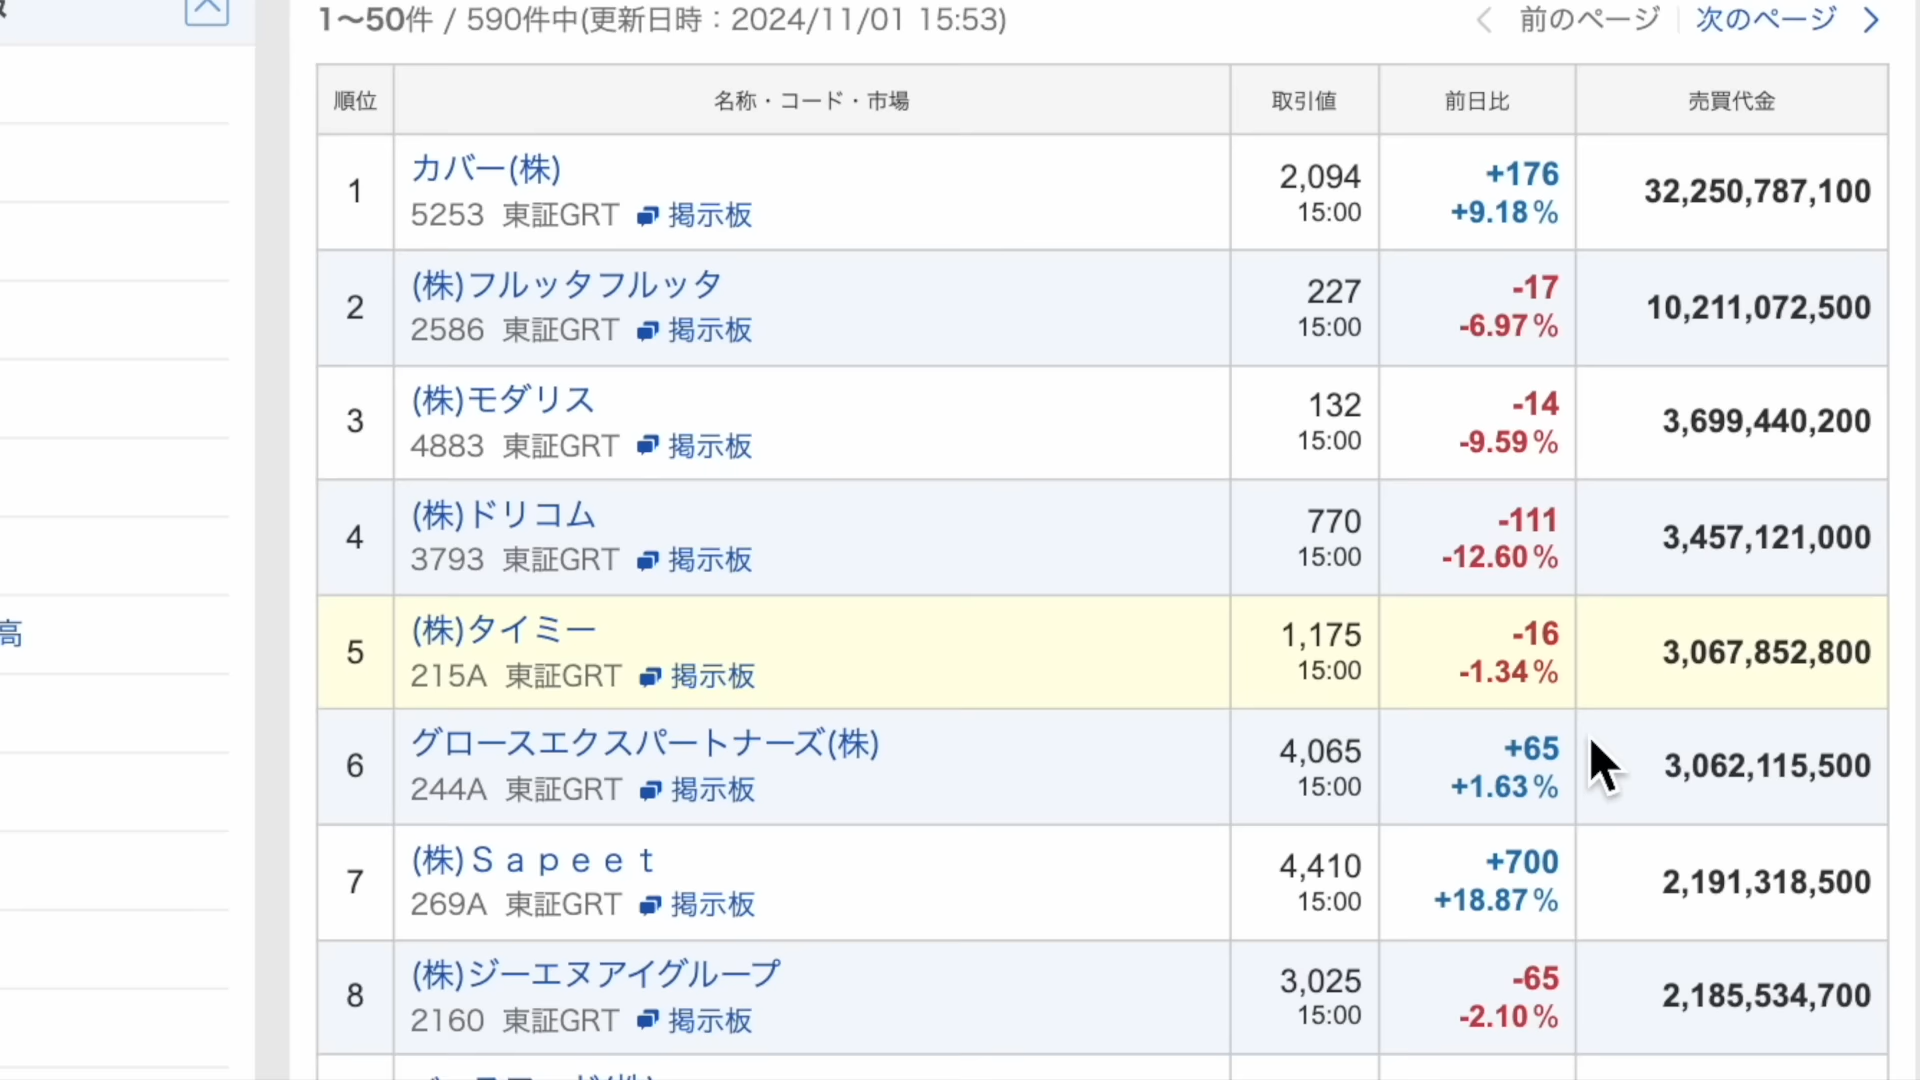 1〜50件 / 590件中(更新日時：2024/11/01 15:53)
前のページ 次のページ
順位 名称・コード・市場 取引値 前日比 売買代金
1 カバー(株) 2,094 +176 32,250,787,100
5253 東証GRT 掲示板 15:00 +9.18%
2 (株)フルッタフルッタ 227 -17 10,211,072,500
2586 東証GRT 掲示板 15:00 -6.97%
3 (株)モダリス 132 -14 3,699,440,200
4883 東証GRT 掲示板 15:00 -9.59%
4 (株)ドリコム 770 -111 3,457,121,000
3793 東証GRT 掲示板 15:00 -12.60%
高
5 (株)タイミー 1,175 -16 3,067,852,800
215A 東証GRT 掲示板 15:00 -1.34%
6 グロースエクスパートナーズ(株) 4,065 +65 3,062,115,500
244A 東証GRT 掲示板 15:00 +1.63%
7 (株)Ｓａｐｅｅｔ 4,410 +700 2,191,318,500
269A 東証GRT 掲示板 15:00 +18.87%
8 (株)ジーエヌアイグループ 3,025 -65 2,185,534,700
2160 東証GRT 掲示板 15:00 -2.10%